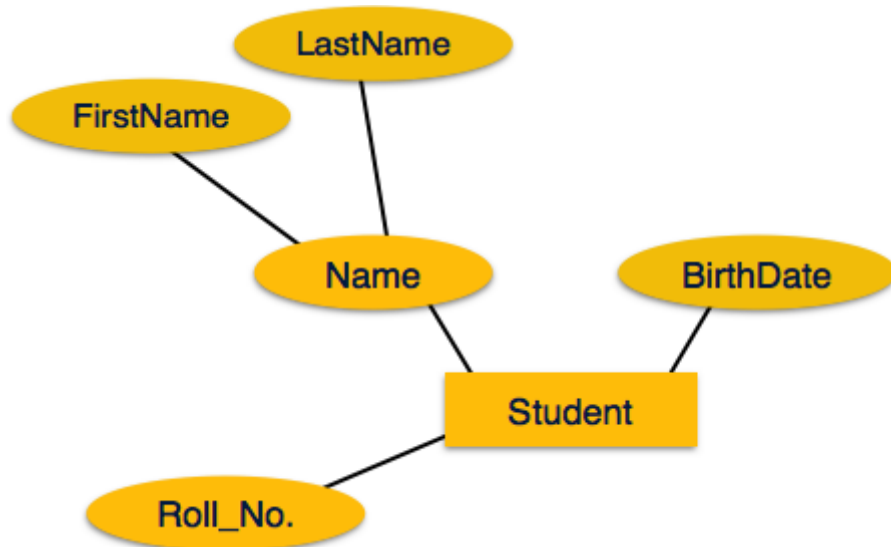 LastName
FirstName
Name
BirthDate
Student
Roll_No.